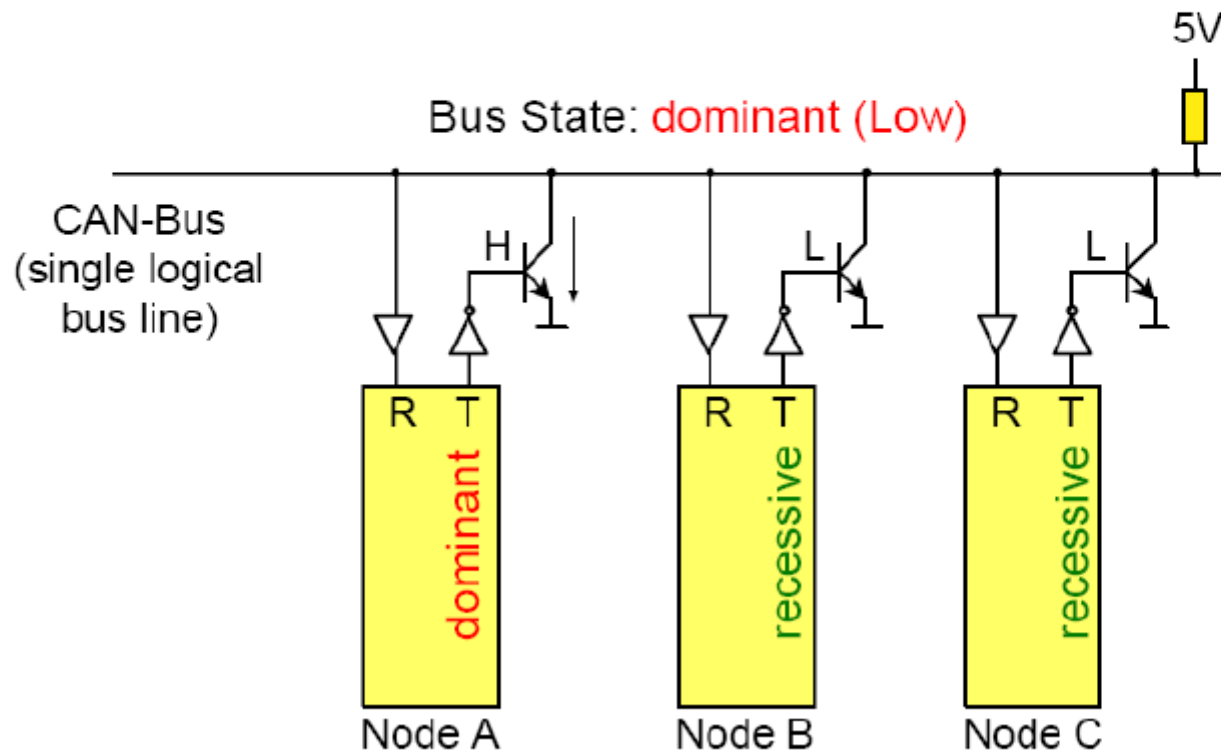 5V
Bus State: dominant (Low)
CAN-Bus
(single logical
bus line)
H
L
L
R T
R T
R T
dominant
recessive
recessive
Node A
Node B
Node C